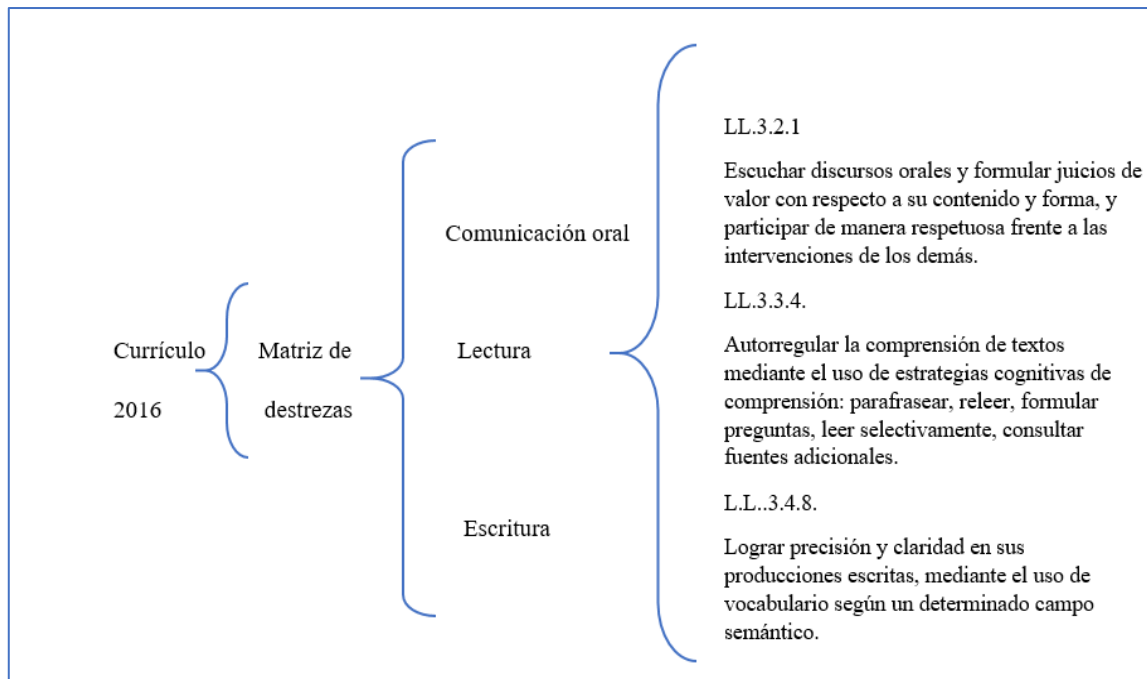 Currículo
2016
Matriz de
destrezas
Comunicación oral
Lectura
Escritura
LL.3.2.1
Escuchar discursos orales y formular juicios de
valor con respecto a su contenido y forma, y
participar de manera respetuosa frente a las
intervenciones de los demás.
LL.3.3.4.
Autorregular la comprensión de textos
mediante el uso de estrategias cognitivas de
comprensión: parafrasear, releer, formular
preguntas, leer selectivamente, consultar
fuentes adicionales.
L.L..3.4.8.
Lograr precisión y claridad en sus
producciones escritas, mediante el uso de
vocabulario según un determinado campo
semántico.